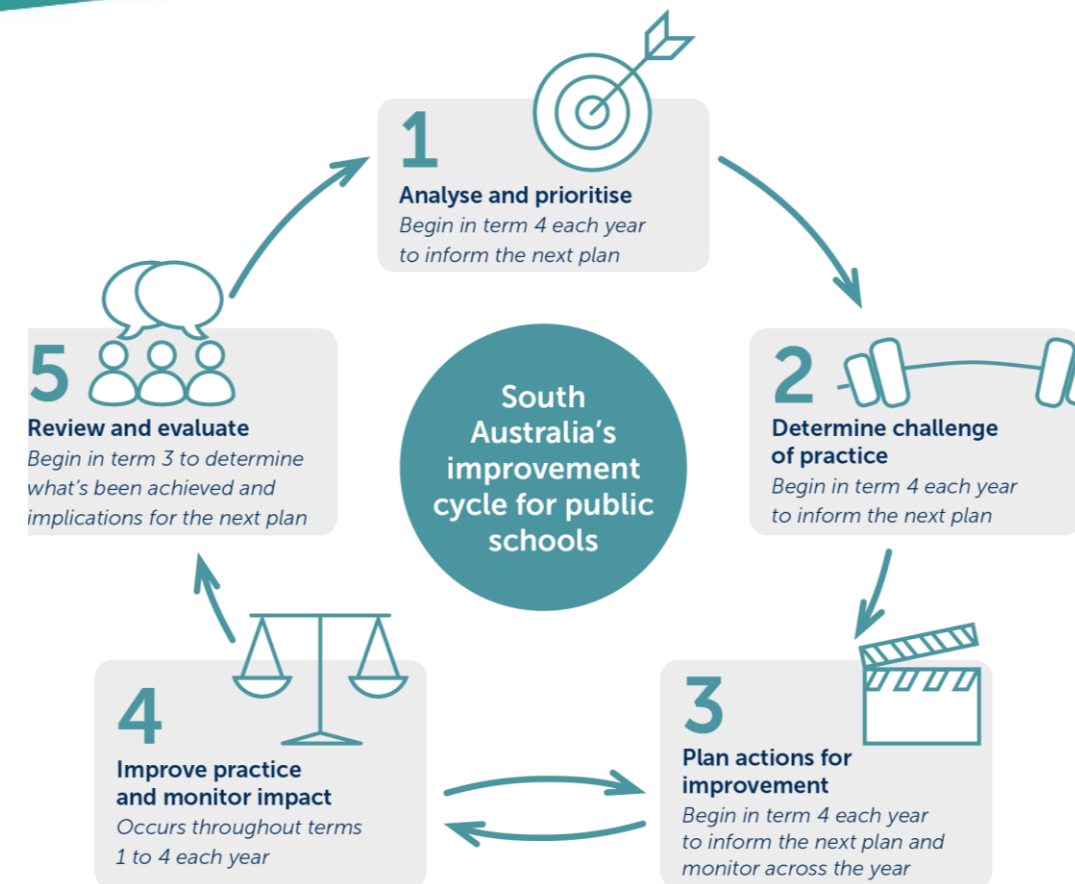 1
Analyse and prioritise
Begin in term 4 each year
to inform the next plan
2
Determine challenge
of practice
Begin in term 4 each year
to inform the next plan
3
Plan actions for
improvement
Begin in term 4 each year
to inform the next plan and
monitor across the year
4
Improve practice
and monitor impact
Occurs throughout terms
1 to 4 each year
5
Review and evaluate
Begin in term 3 to determine
what's been achieved and
implications for the next plan
South
Australia's
improvement
cycle for public
schools